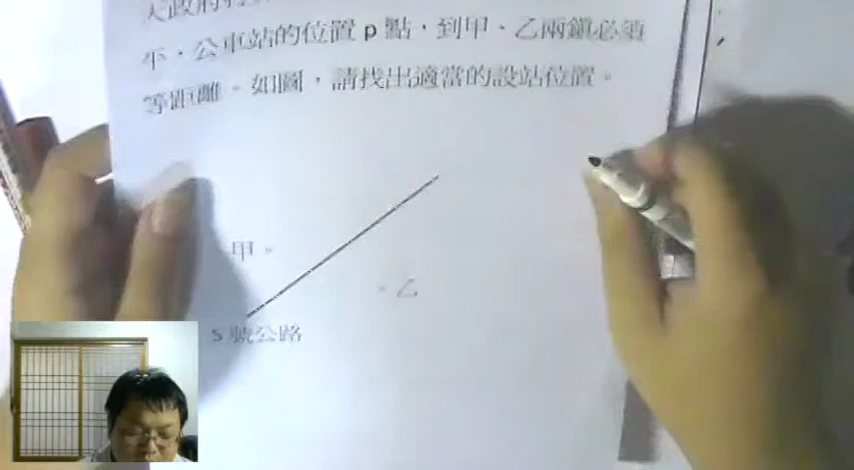 平，公車站的位置 p 點，到甲、乙兩鎮必須
等距離。如圖，請找出適當的設站位置。
甲。
。乙
5 號公路